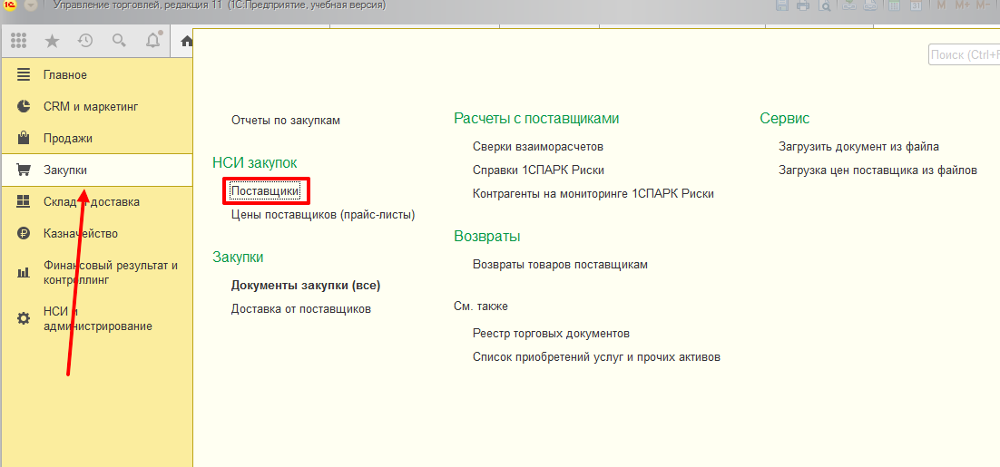 Управление торговлей, редакция 11 (1С:Предприятие, учебная версия)
M M+ M-
Поиск (Ctrl+F
Главное
CRM и маркетинг
Продажи
Закупки
Склад и доставка
Казначейство
Финансовый результат и
контроллинг
НСИ и
администрирование
Отчеты по закупкам
НСИ закупок
Поставщики
Цены поставщиков (прайс-листы)
Закупки
Документы закупки (все)
Доставка от поставщиков
Расчеты с поставщиками
Сверки взаиморасчетов
Справки 1СПАРК Риски
Контрагенты на мониторинге 1СПАРК Риски
Возвраты
Возвраты товаров поставщикам
См. также
Реестр торговых документов
Список приобретений услуг и прочих активов
Сервис
Загрузить документ из файла
Загрузка цен поставщика из файлов